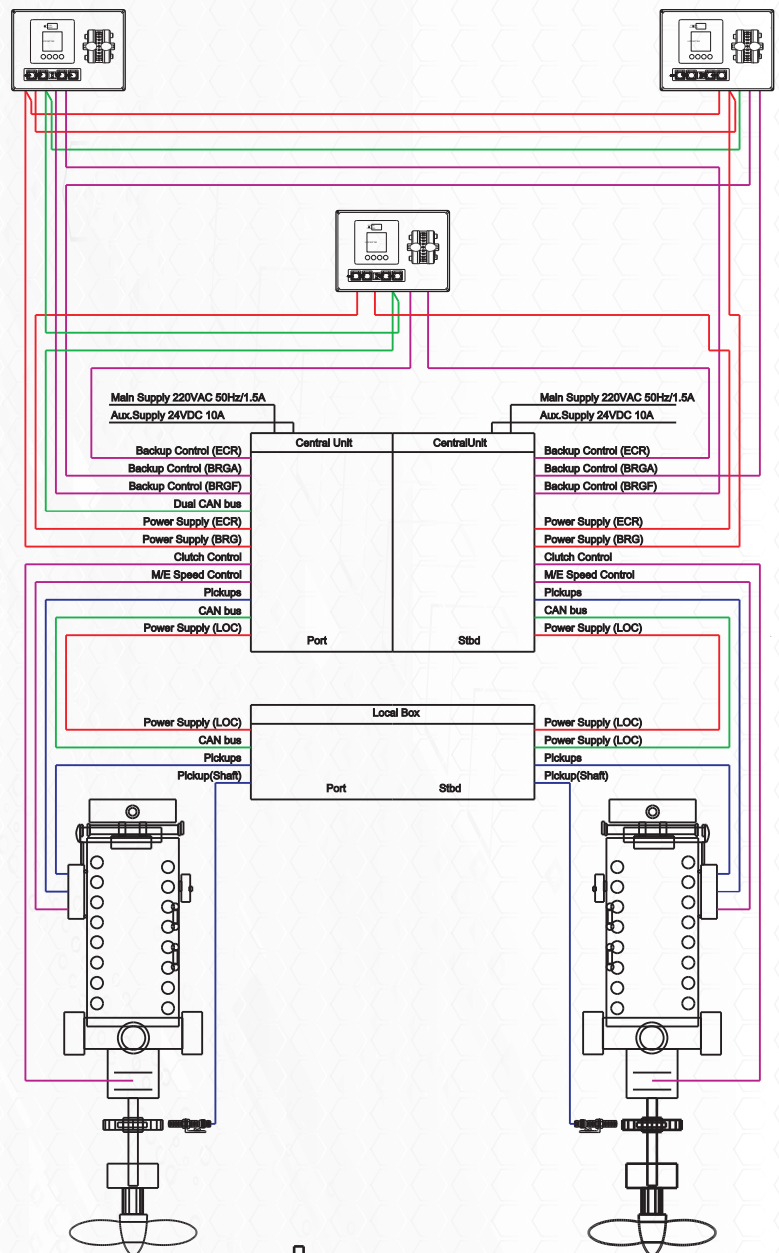 Main Supply 220VAC 50Hz/1.5A
Aux.Supply 24VDC 10A
Main Supply 220VAC 50Hz/1.5A
Aux.Supply 24VDC 10A
Central Unit
CentralUnit
Backup Control (ECR)
Backup Control (BRGA)
Backup Control (BRGF)
Dual CAN bus
Power Supply (ECR)
Power Supply (BRG)
Clutch Control
M/E Speed Control
Pickups
CAN bus
Power Supply (LOC)
Port
Stbd
Backup Control (ECR)
Backup Control (BRGA)
Backup Control (BRGF)
Power Supply (ECR)
Power Supply (BRG)
Clutch Control
M/E Speed Control
Pickups
CAN bus
Power Supply (LOC)
Local Box
Power Supply (LOC)
CAN bus
Pickups
Pickup(Shaft)
Port
Stbd
Power Supply (LOC)
Power Supply (LOC)
Pickups
Pickup(Shaft)